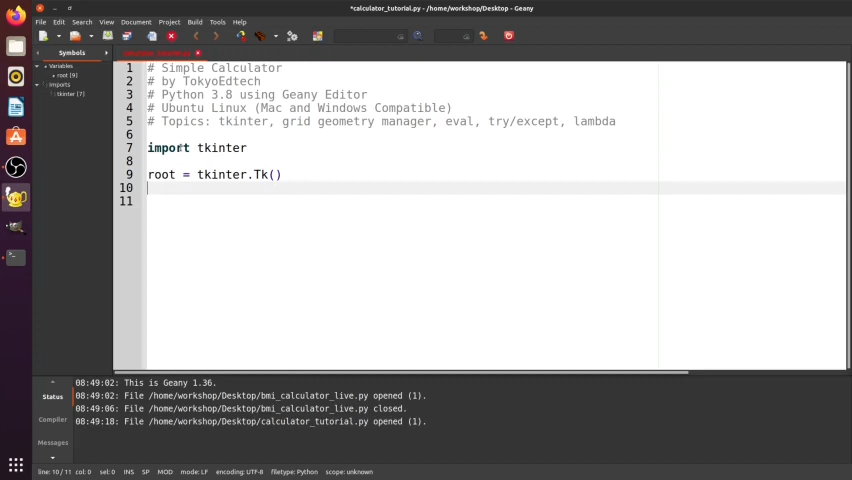 *calculator_tutorial.py - /home/workshop/Desktop - Geany
File Edit Search View Document Project Build Tools Help
Symbols
calculator_tutorial.py
Variables
root [9]
Imports
tkinter [7]
1 # Simple Calculator
2 # by TokyoEdtech
3 # Python 3.8 using Geany Editor
4 # Ubuntu Linux (Mac and Windows Compatible)
5 # Topics: tkinter, grid geometry manager, eval, try/except, lambda
6
7 import tkinter
8
9 root = tkinter.Tk()
10
11
Status
Compiler
Messages
08:49:02: This is Geany 1.36.
08:49:02: File /home/workshop/Desktop/bmi_calculator_live.py opened (1).
08:49:06: File /home/workshop/Desktop/bmi_calculator_live.py closed.
08:49:18: File /home/workshop/Desktop/calculator_tutorial.py opened (1).
line: 10 / 11 col: 0 sel: 0 INS SP MOD mode: LF encoding: UTF-8 filetype: Python scope: unknown